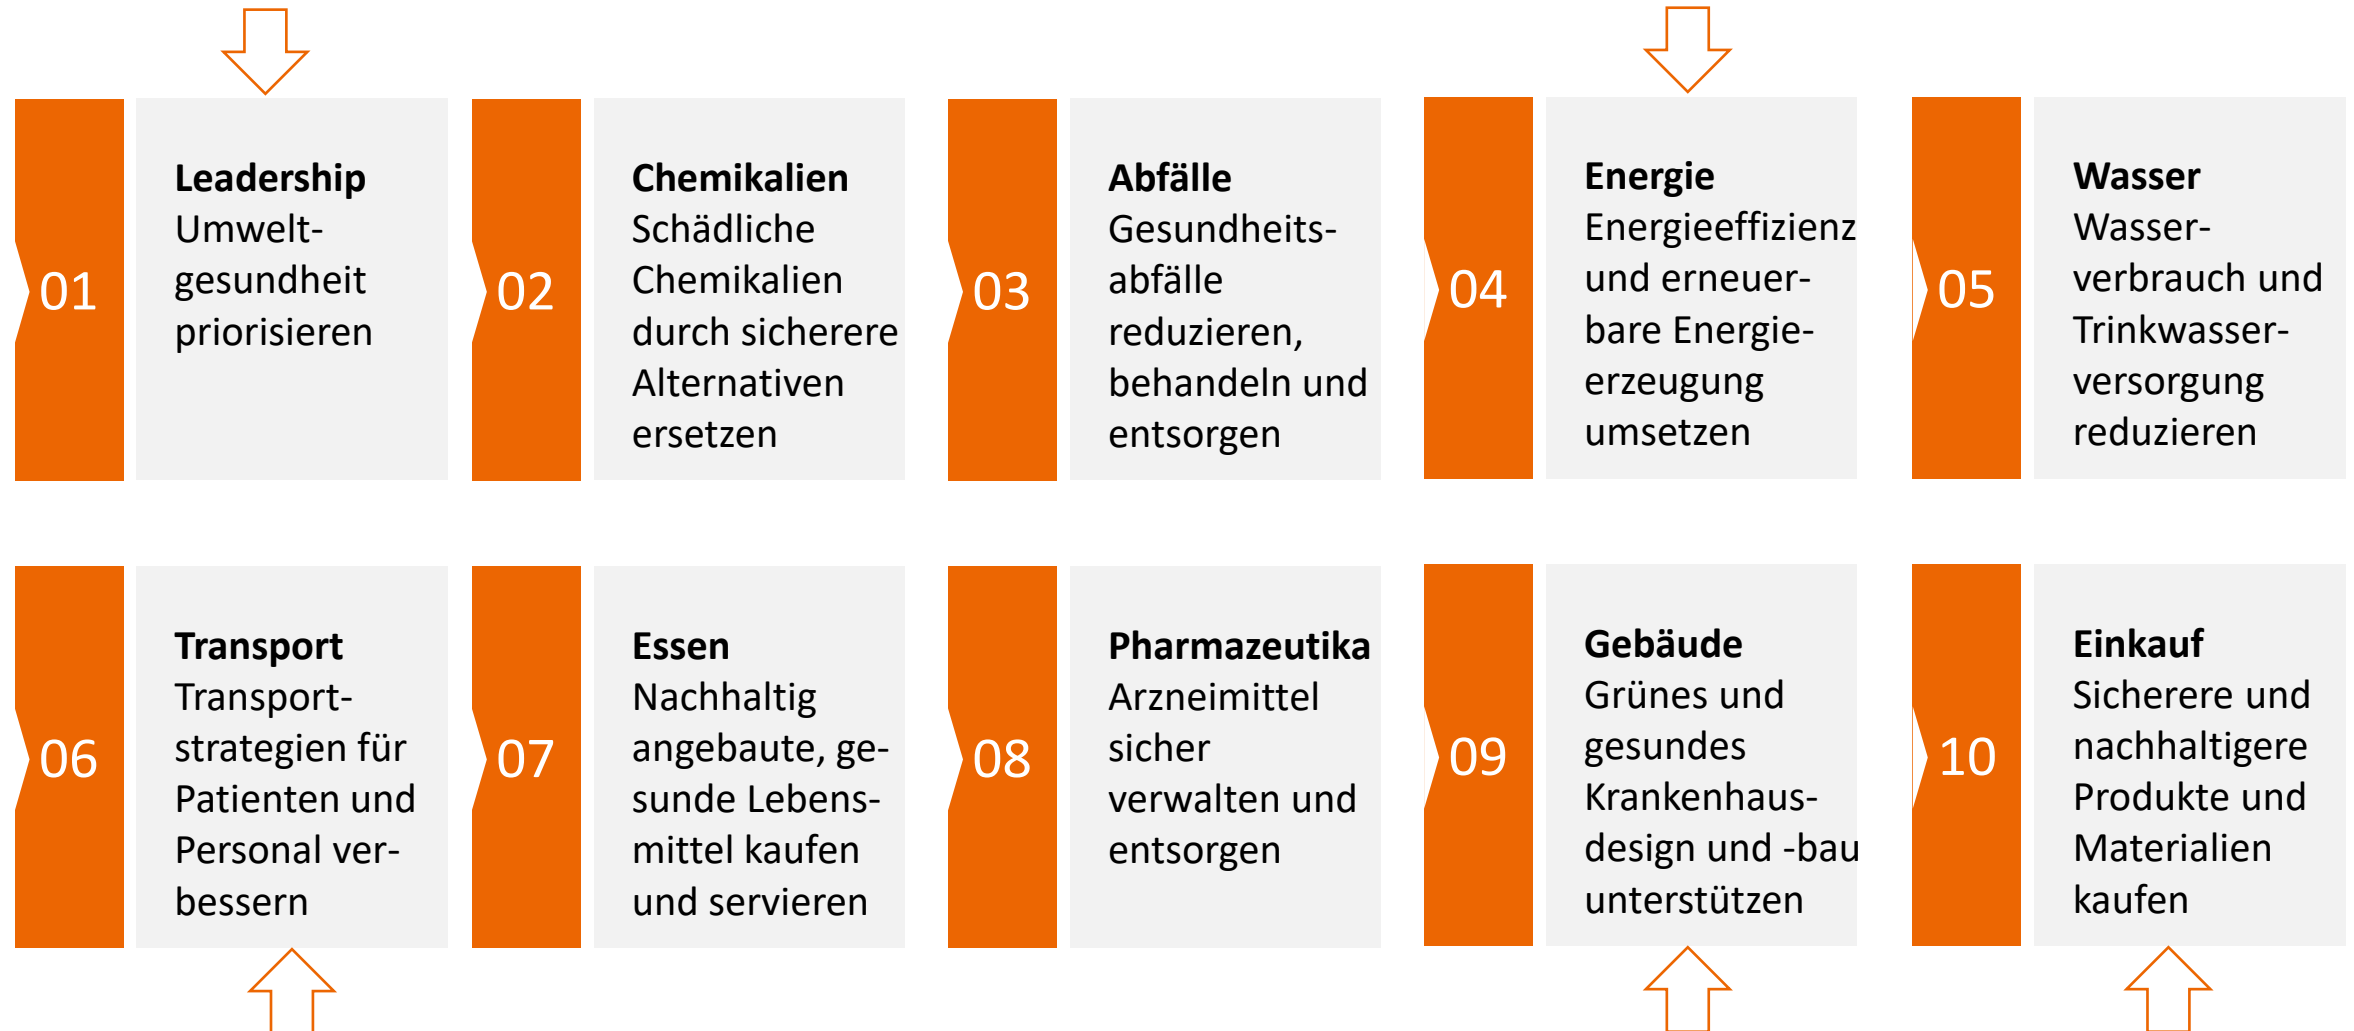 01
Leadership
Umwelt-
gesundheit
priorisieren
02
Chemikalien
Schädliche
Chemikalien
durch sicherere
Alternativen
ersetzen
03
Abfälle
Gesundheits-
abfälle
reduzieren,
behandeln und
entsorgen
04
Energie
Energieeffizienz
und erneuer-
bare Energie-
erzeugung
umsetzen
05
Wasser
Wasser-
verbrauch und
Trinkwasser-
versorgung
reduzieren
06
Transport
Transport-
strategien für
Patienten und
Personal ver-
bessern
07
Essen
Nachhaltig
angebaute, ge-
sunde Lebens-
mittel kaufen
und servieren
08
Pharmazeutika
Arzneimittel
sicher
verwalten und
entsorgen
09
Gebäude
Grünes und
gesundes
Krankenhaus-
design und -bau
unterstützen
10
Einkauf
Sicherere und
nachhaltigere
Produkte und
Materialien
kaufen